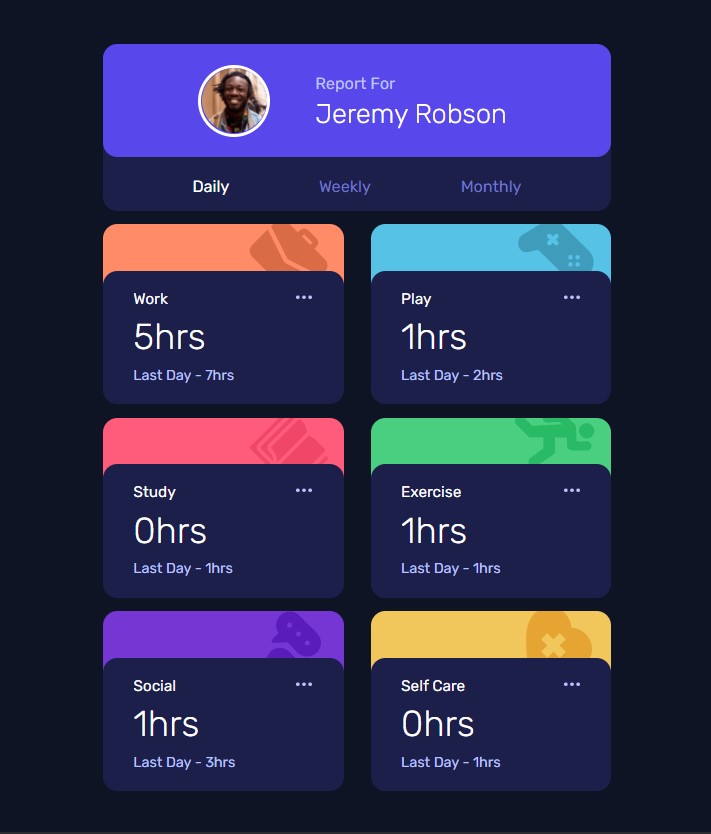 Report For
Jeremy Robson
Daily Weekly Monthly
Work
5hrs
Last Day - 7hrs
Play
1hrs
Last Day - 2hrs
Study
0hrs
Last Day - 1hrs
Exercise
1hrs
Last Day - 1hrs
Social
1hrs
Last Day - 3hrs
Self Care
0hrs
Last Day - 1hrs